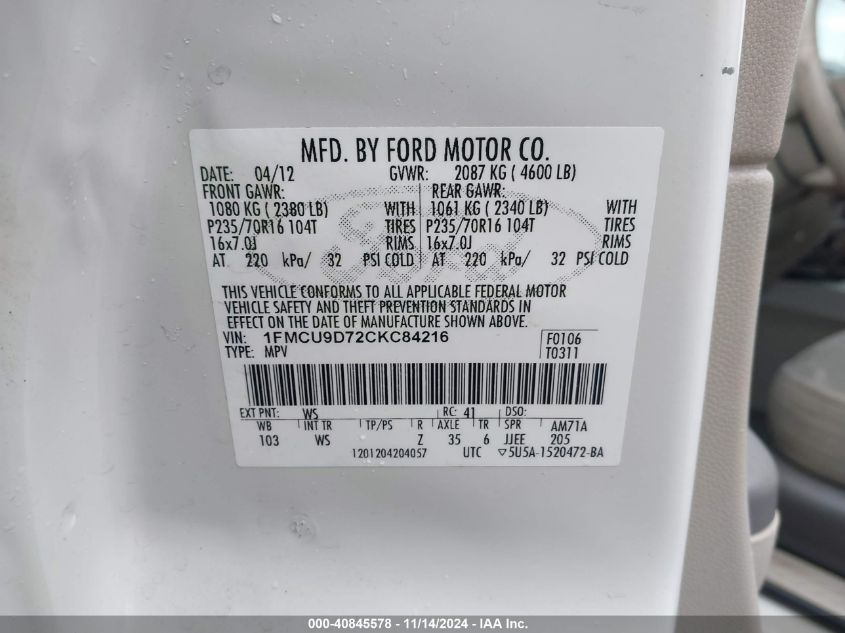 MFD. BY FORD MOTOR CO.
DATE: 04/12 GVWR: 2087 KG ( 4600 LB)
FRONT GAWR: REAR GAWR:
1080 KG ( 2380 LB) WITH 1061 KG ( 2340 LB) WITH
P235/70R16 104T TIRES P235/70R16 104T TIRES
16x7.0J RIMS 16x7.0J RIMS
AT 220 kPa/ 32 PSI COLD AT 220 kPa/ 32 PSI COLD
THIS VEHICLE CONFORMS TO ALL APPLICABLE FEDERAL MOTOR
VEHICLE SAFETY AND THEFT PREVENTION STANDARDS IN
EFFECT ON THE DATE OF MANUFACTURE SHOWN ABOVE.
VIN: 1FMCU9D72CKC84216 F0106
TYPE: MPV T0311
EXT PNT: WS RC: 41 DSO:
WB INT TR TP/PS R AXLE TR SPR AM71A
103 WS Z 35 6 JJEE 205
1201204204057 UTC ▽5U5A-1520472-BA
000-40845578 - 11/14/2024 - IAA Inc.